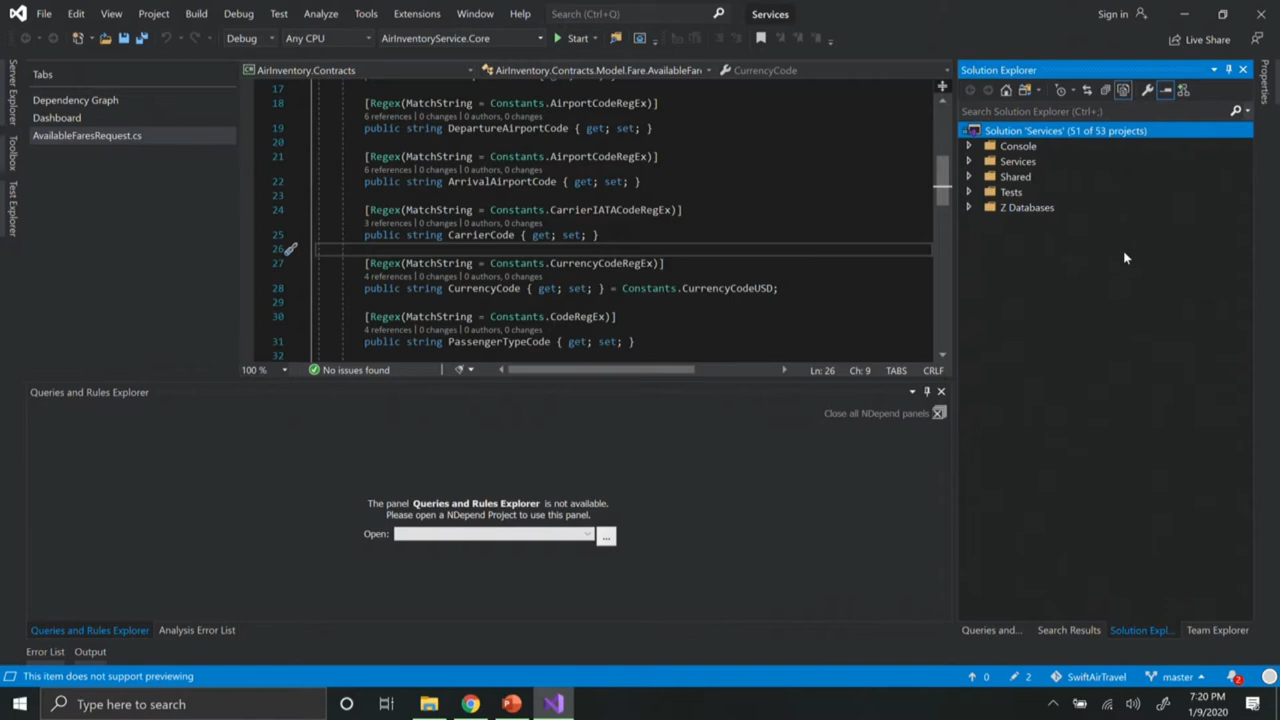 File Edit View Project Build Debug Test Analyze Tools Extensions Window Help Search (Ctrl+Q) Services Sign in
Debug Any CPU AirInventoryService.Core Start Live Share
Server Explorer
Toolbox
Test Explorer
Tabs
Dependency Graph
Dashboard
AvailableFaresRequest.cs
AirInventory.Contracts AirInventory.Contracts.Model.Fare.AvailableFar CurrencyCode
17
18 [Regex(MatchString = Constants.AirportCodeRegEx)]
6 references | 0 changes | 0 authors, 0 changes
19 public string DepartureAirportCode { get; set; }
20
21 [Regex(MatchString = Constants.AirportCodeRegEx)]
6 references | 0 changes | 0 authors, 0 changes
22 public string ArrivalAirportCode { get; set; }
23
24 [Regex(MatchString = Constants.CarrierIATACodeRegEx)]
3 references | 0 changes | 0 authors, 0 changes
25 public string CarrierCode { get; set; }
26
27 [Regex(MatchString = Constants.CurrencyCodeRegEx)]
4 references | 0 changes | 0 authors, 0 changes
28 public string CurrencyCode { get; set; } = Constants.CurrencyCodeUSD;
29
30 [Regex(MatchString = Constants.CodeRegEx)]
4 references | 0 changes | 0 authors, 0 changes
31 public string PassengerTypeCode { get; set; }
32
100 % No issues found Ln: 26 Ch: 9 TABS CRLF
Queries and Rules Explorer
Close all NDepend panels
The panel Queries and Rules Explorer is not available.
Please open a NDepend Project to use this panel.
Open: ...
Queries and Rules Explorer Analysis Error List
Error List Output
Solution Explorer
Search Solution Explorer (Ctrl+;)
Solution 'Services' (51 of 53 projects)
Console
Services
Shared
Tests
Z Databases
Queries and... Search Results Solution Expl... Team Explorer
Properties
This item does not support previewing 0 2 SwiftAirTravel master 2
Type here to search 7:20 PM
1/9/2020